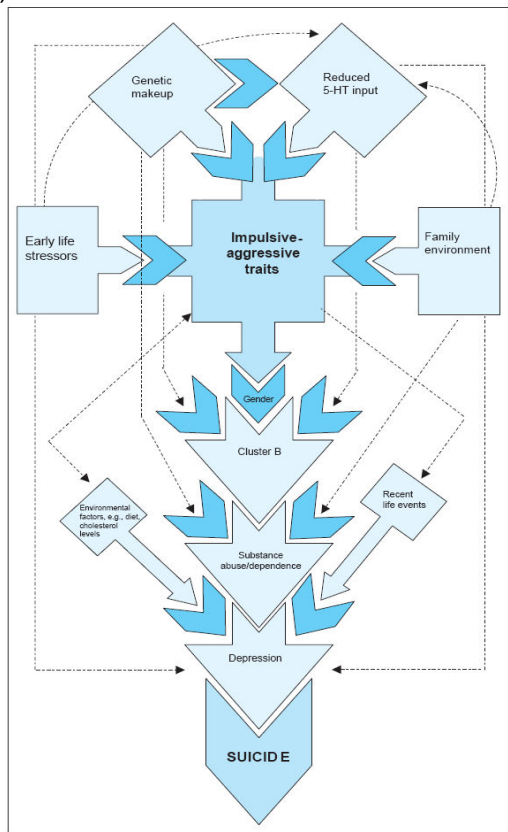 Genetic
makeup
Reduced
5-HT input
Early life
stressors
Impulsive-
aggressive
traits
Family
environment
Gender
Cluster B
Environmental
factors, e.g., diet,
cholesterol
levels
Recent
life events
Substance
abuse/dependence
Depression
SUICIDE